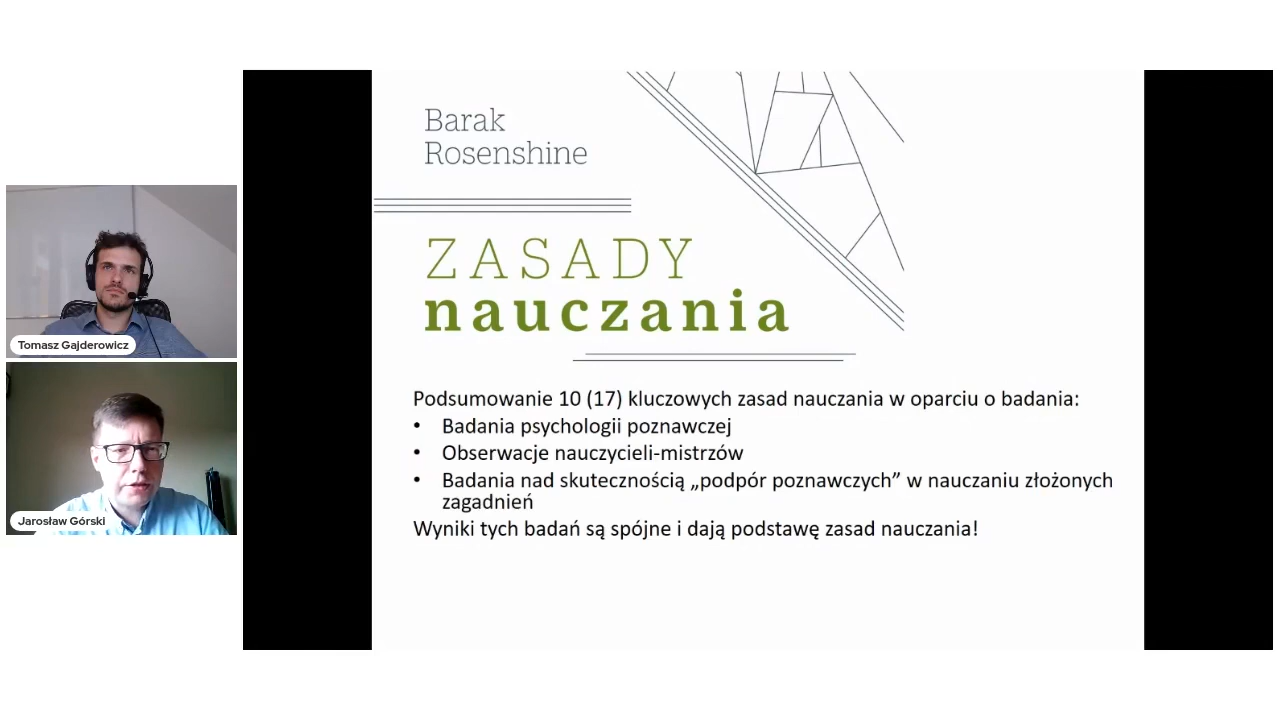 Barak
Rosenshine
ZASADY
nauczania
Podsumowanie 10 (17) kluczowych zasad nauczania w oparciu o badania:
• Badania psychologii poznawczej
• Obserwacje nauczycieli-mistrzów
• Badania nad skutecznością „podpór poznawczych” w nauczaniu złożonych
zagadnień
Wyniki tych badań są spójne i dają podstawę zasad nauczania!
Tomasz Gajderowicz
Jarosław Górski